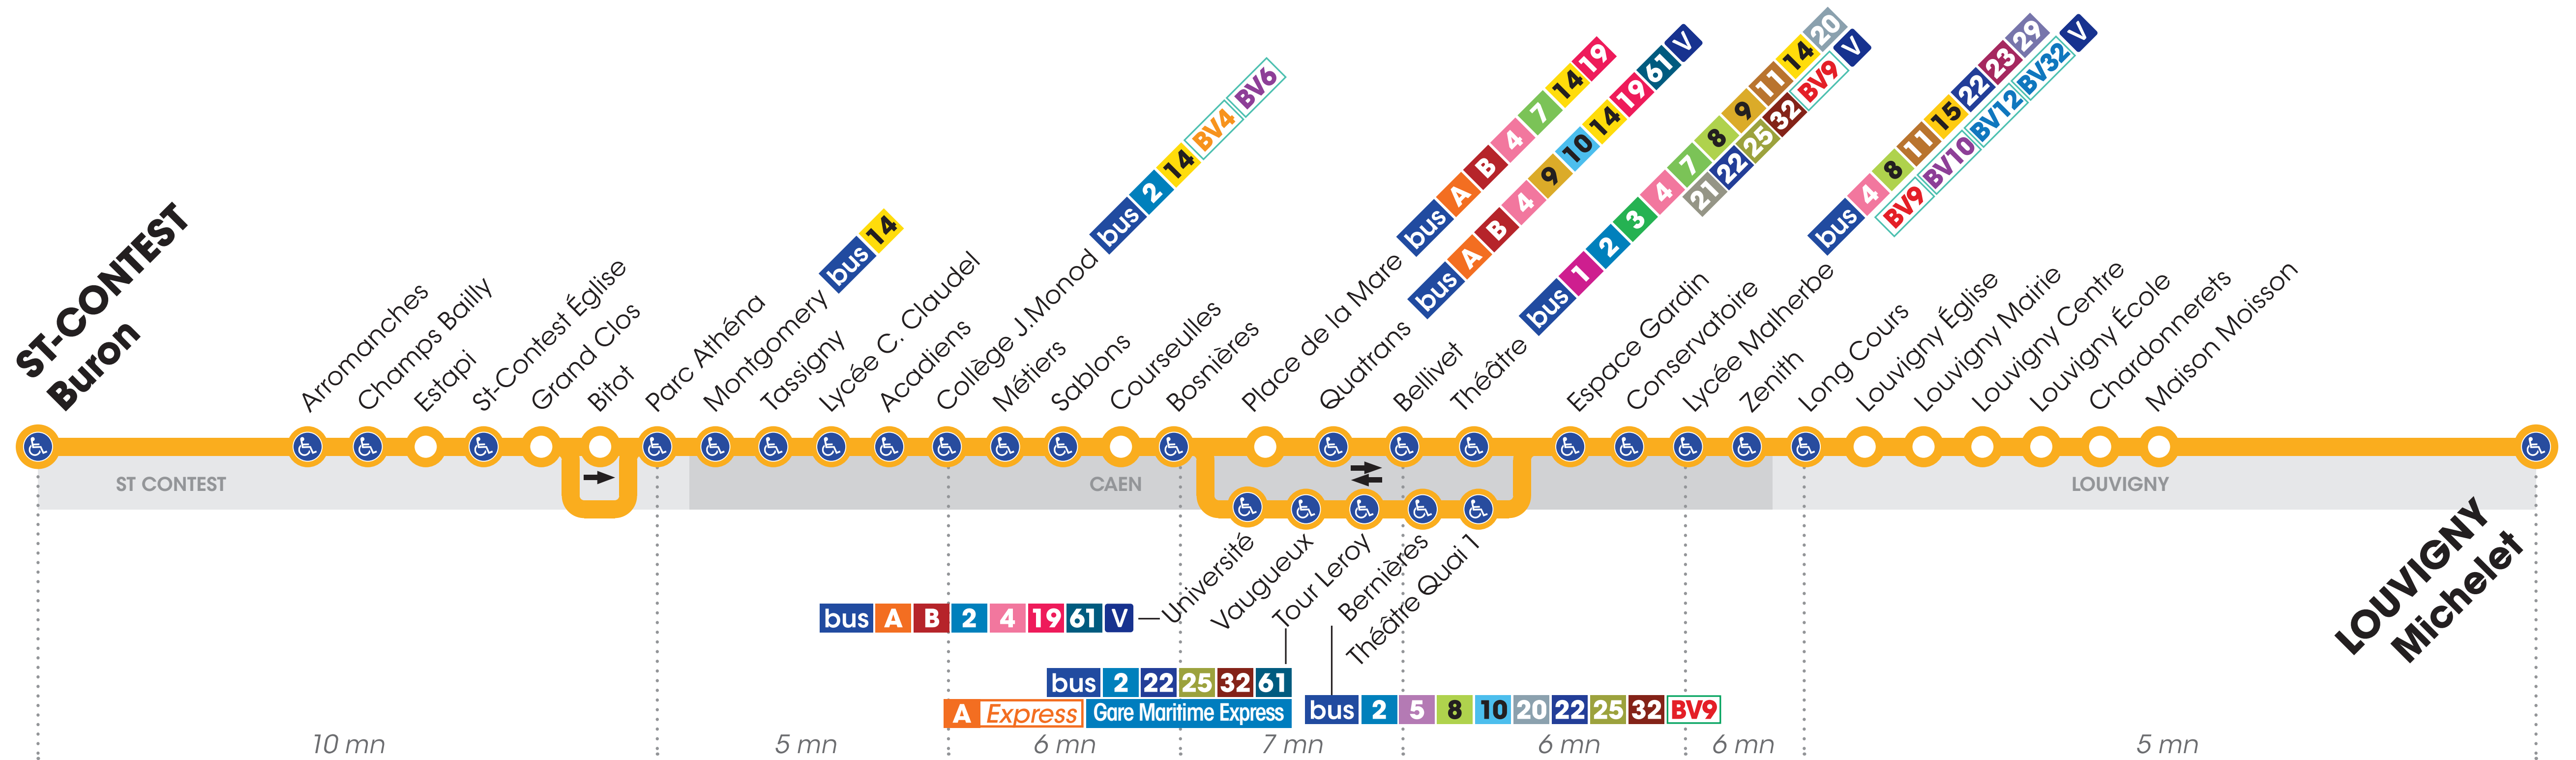 ST-CONTEST
Buron
Arromanches
Champs Bailly
Estapi
St-Contest Église
Grand Clos
Bitot
Parc Athéna
Montgomery
bus 14
Tassigny
Lycée C. Claudel
Acadiens
Collège J.Monod
bus 2 14 BV4 BV6
Métiers
Sablons
Courseulles
Bosnières
Place de la Mare
bus A B 4 7 14 19
Quatrans
bus A B 4 9 10 14 19 61 V
Bellivet
Théâtre
bus 1 2 3 4 7 8 9 11 14 20
21 22 25 32 BV9 V
Espace Gardin
Conservatoire
Lycée Malherbe
bus 4 8 11 15 22 23 29
BV9 BV10 BV12 BV32 V
Zenith
Long Cours
Louvigny Église
Louvigny Mairie
Louvigny Centre
Louvigny École
Chardonnerets
Maison Moisson
ST CONTEST
CAEN
LOUVIGNY
LOUVIGNY
Michelet
Université
bus A B 2 4 19 61 V
Vaugueux
Tour Leroy
bus 2 22 25 32 61
A Express Gare Maritime Express
Bernières
bus 2 5 8 10 20 22 25 32 BV9
Théâtre Quai 1
10 mn
5 mn
6 mn
7 mn
6 mn
6 mn
5 mn